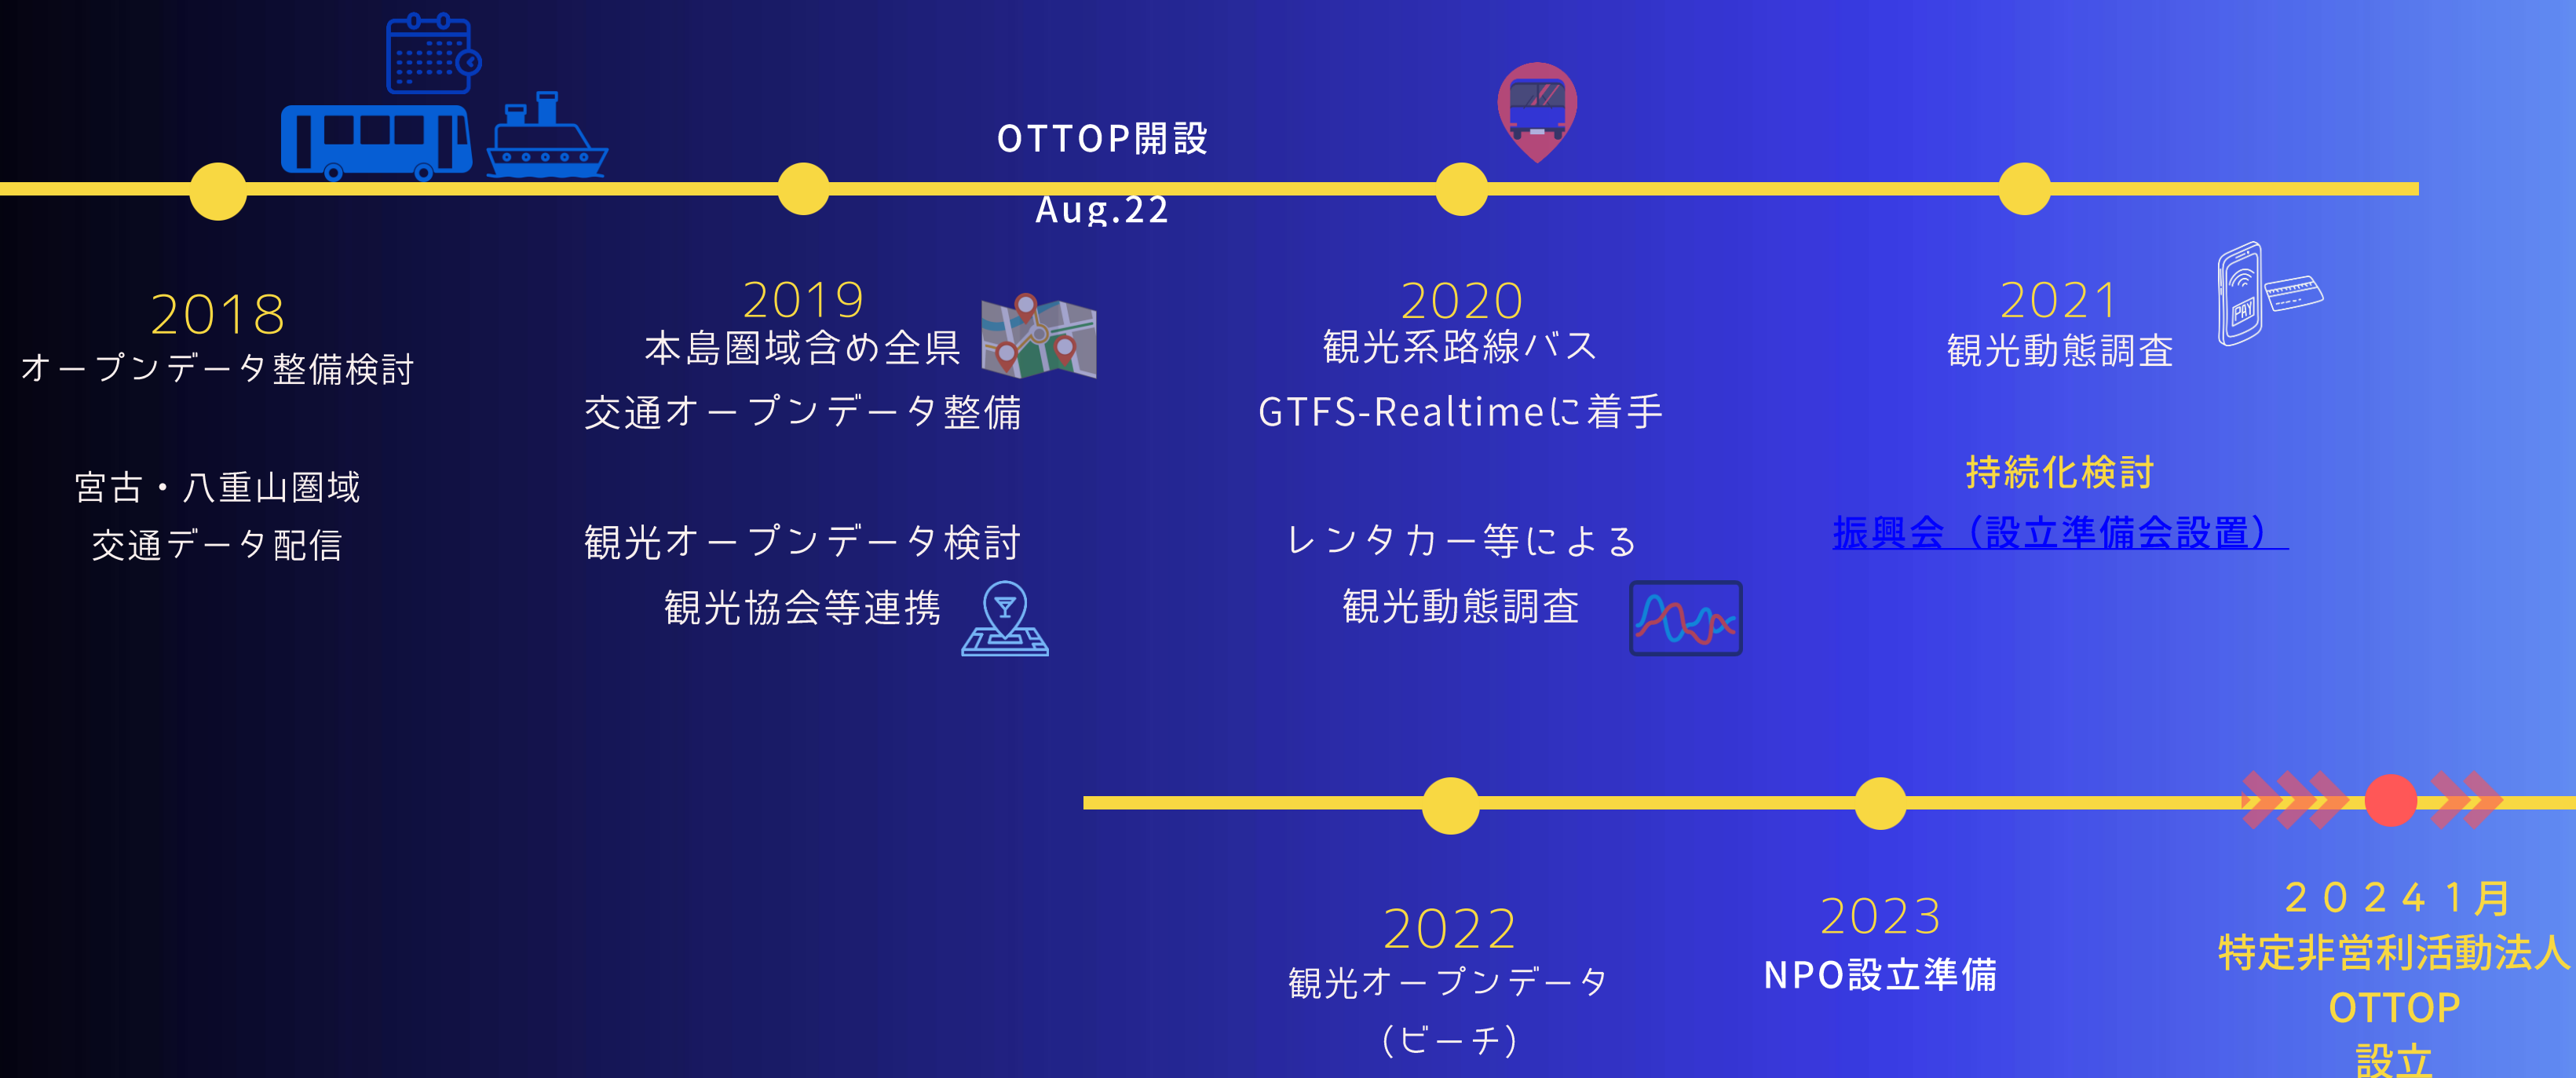 OTTOP開設
Aug.22
2018
オープンデータ整備検討
宮古・八重山圏域
交通データ配信
2019
本島圏域含め全県
交通オープンデータ整備
観光オープンデータ検討
観光協会等連携
2020
観光系路線バス
GTFS-Realtimeに着手
レンタカー等による
観光動態調査
2021
観光動態調査
PAY
持続化検討
振興会（設立準備会設置）
2022
観光オープンデータ
（ビーチ）
2023
NPO設立準備
２０２４１月
特定非営利活動法人
OTTOP
設立